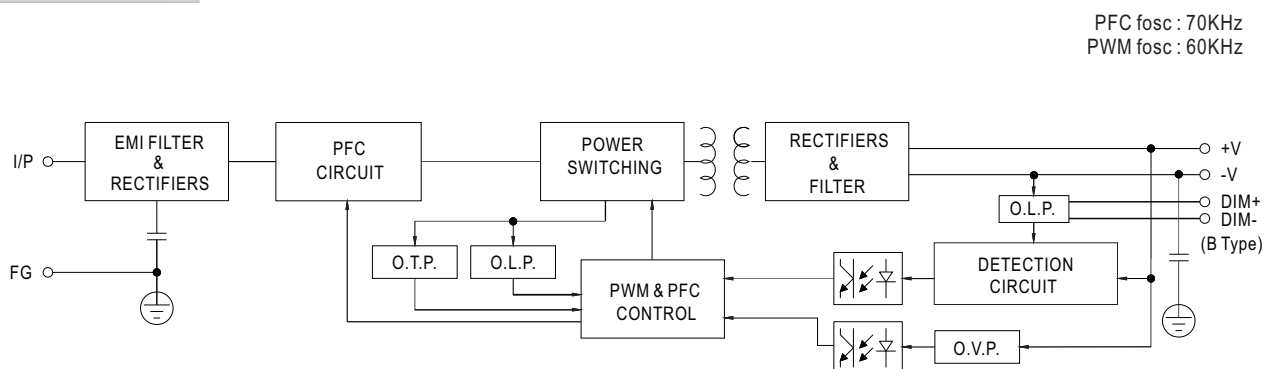 PFC fosc : 70KHz
PWM fosc : 60KHz
I/P
EMI FILTER
&
RECTIFIERS
PFC
CIRCUIT
POWER
SWITCHING
RECTIFIERS
&
FILTER
+V
-V
DIM+
DIM-
(B Type)
O.L.P.
FG
O.T.P.
O.L.P.
PWM & PFC
CONTROL
DETECTION
CIRCUIT
O.V.P.